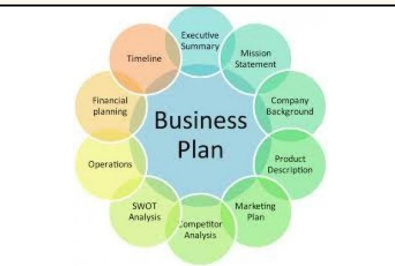 Executive
Summary
Mission
Statement
Company
Background
Product
Description
Marketing
Plan
Competitor
Analysis
SWOT
Analysis
Operations
Financial
planning
Timeline
Business
Plan